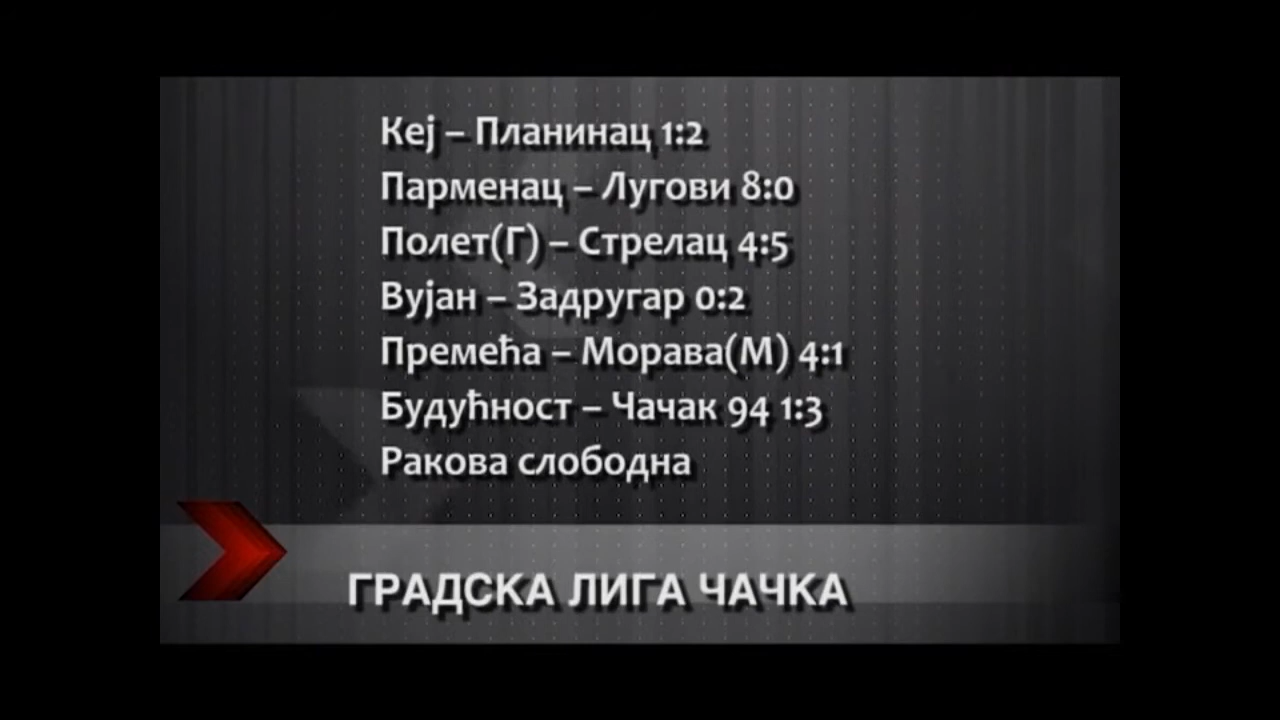 Кеј – Планинац 1:2
Парменац – Лугови 8:0
Полет(Г) – Стрелац 4:5
Вујан – Задругар 0:2
Премећа – Морава(М) 4:1
Будућност – Чачак 94 1:3
Ракова слободна
ГРАДСКА ЛИГА ЧАЧКА